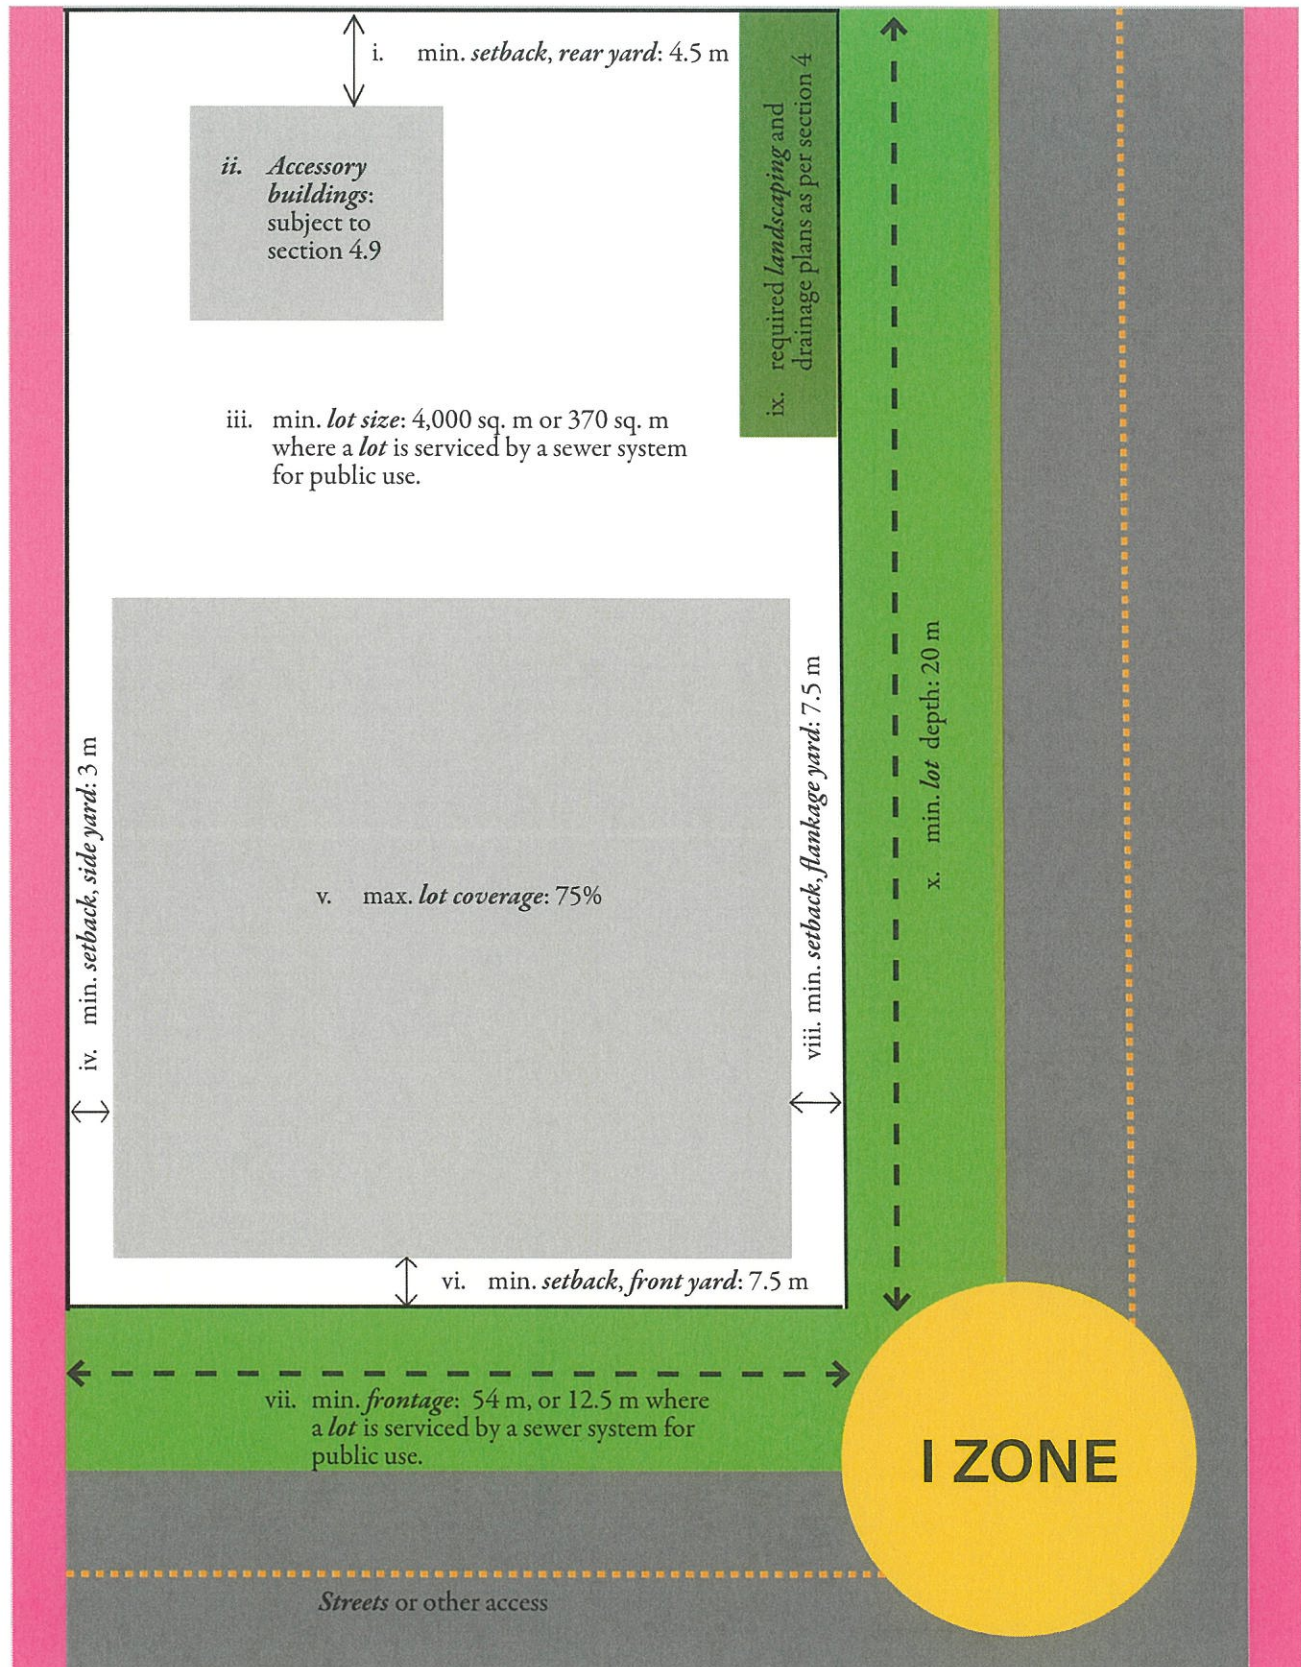 i. min. setback, rear yard: 4.5 m
ii. Accessory
buildings:
subject to
section 4.9
ix. required landscaping and
drainage plans as per section 4
iii. min. lot size: 4,000 sq. m or 370 sq. m
where a lot is serviced by a sewer system
for public use.
iv. min. setback, side yard: 3 m
v. max. lot coverage: 75%
viii. min. setback, flankage yard: 7.5 m
x. min. lot depth: 20 m
vi. min. setback, front yard: 7.5 m
vii. min. frontage: 54 m, or 12.5 m where
a lot is serviced by a sewer system for
public use.
I ZONE
Streets or other access